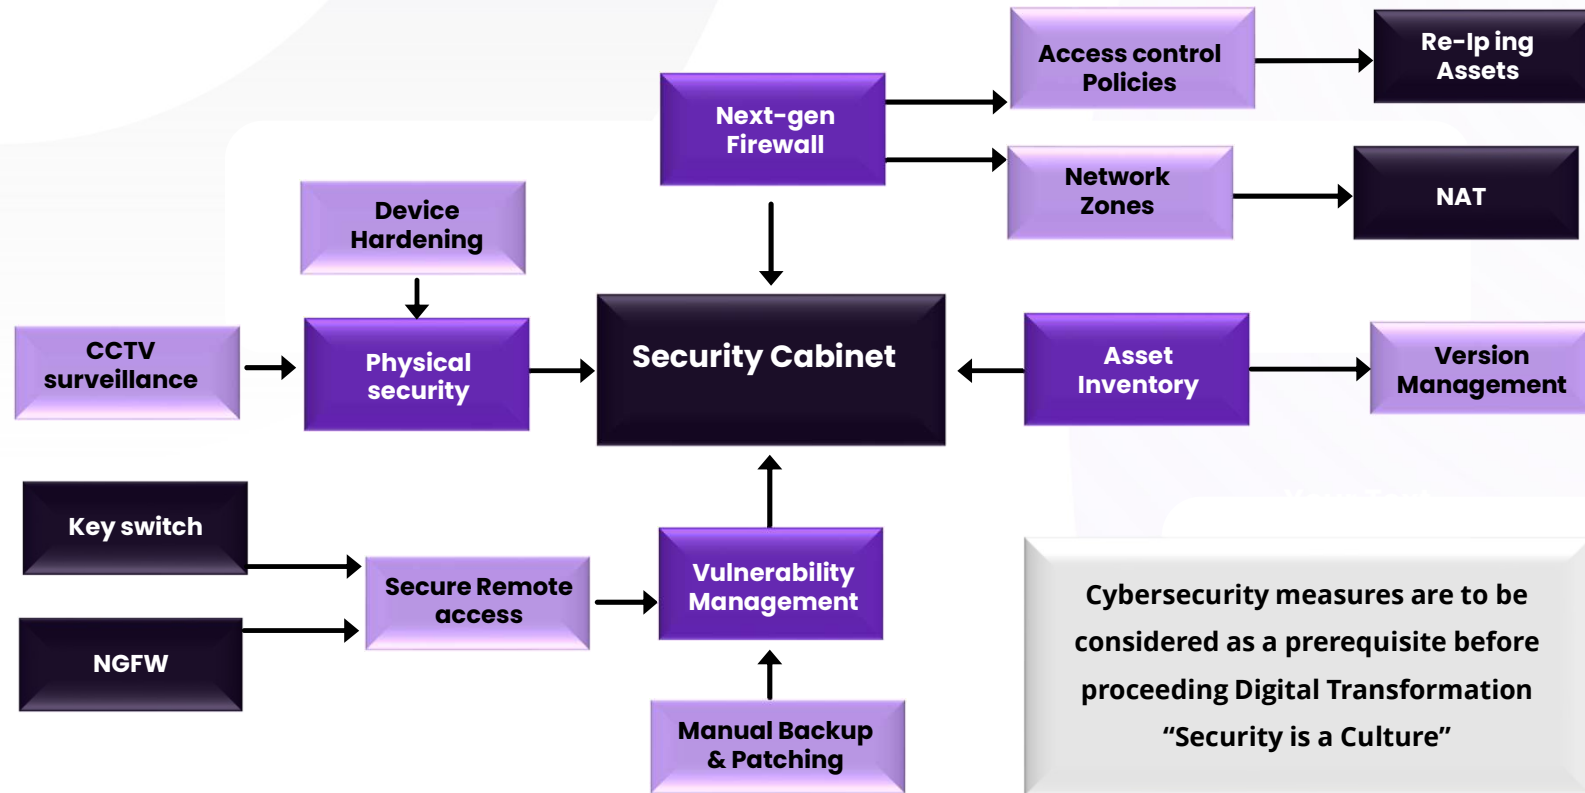 Access control
Policies
Re-Ip ing
Assets
Next-gen
Firewall
Network
Zones
NAT
Device
Hardening
CCTV
surveillance
Physical
security
Security Cabinet
Asset
Inventory
Version
Management
Key switch
Secure Remote
access
Vulnerability
Management
NGFW
Manual Backup
& Patching
Cybersecurity measures are to be
considered as a prerequisite before
proceeding Digital Transformation
“Security is a Culture”